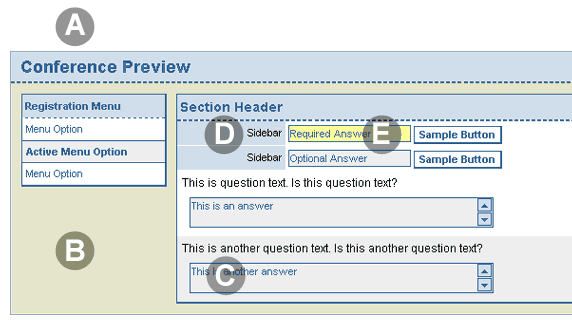 A
Conference Preview
Registration Menu
Menu Option
Active Menu Option
Menu Option
B
Section Header
D Sidebar Required Answer E Sample Button
Sidebar Optional Answer Sample Button
This is question text. Is this question text?
This is an answer
This is another question text. Is this another question text?
This is another answer
C